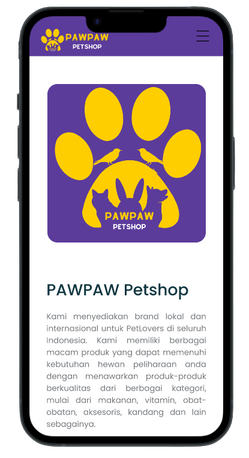 PAWPAW
PETSHOP
PAWPAW
PETSHOP
PAWPAW Petshop
Kami menyediakan brand lokal dan
internasional untuk PetLovers di seluruh
Indonesia. Kami memiliki berbagai
macam produk yang dapat memenuhi
kebutuhan hewan peliharaan anda
dengan menawarkan produk-produk
berkualitas dari berbagai kategori,
mulai dari makanan, vitamin, obat-
obatan, aksesoris, kandang dan lain
sebagainya.